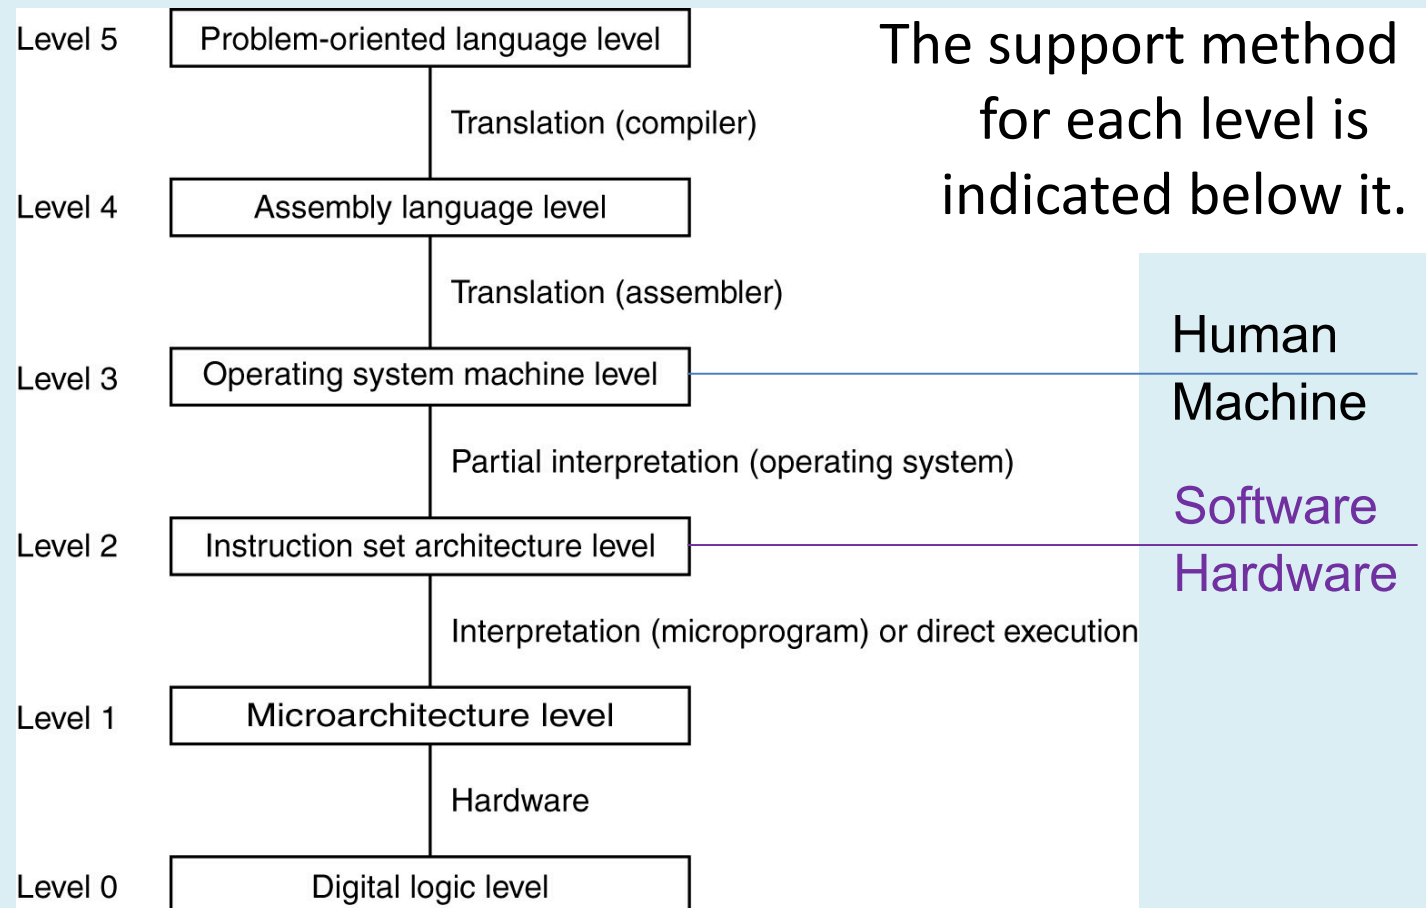 Level 5
Problem-oriented language level
The support method
for each level is
indicated below it.
Translation (compiler)
Level 4
Assembly language level
Translation (assembler)
Level 3
Operating system machine level
Human
Machine
Partial interpretation (operating system)
Software
Level 2
Instruction set architecture level
Hardware
Interpretation (microprogram) or direct execution
Level 1
Microarchitecture level
Hardware
Level 0
Digital logic level